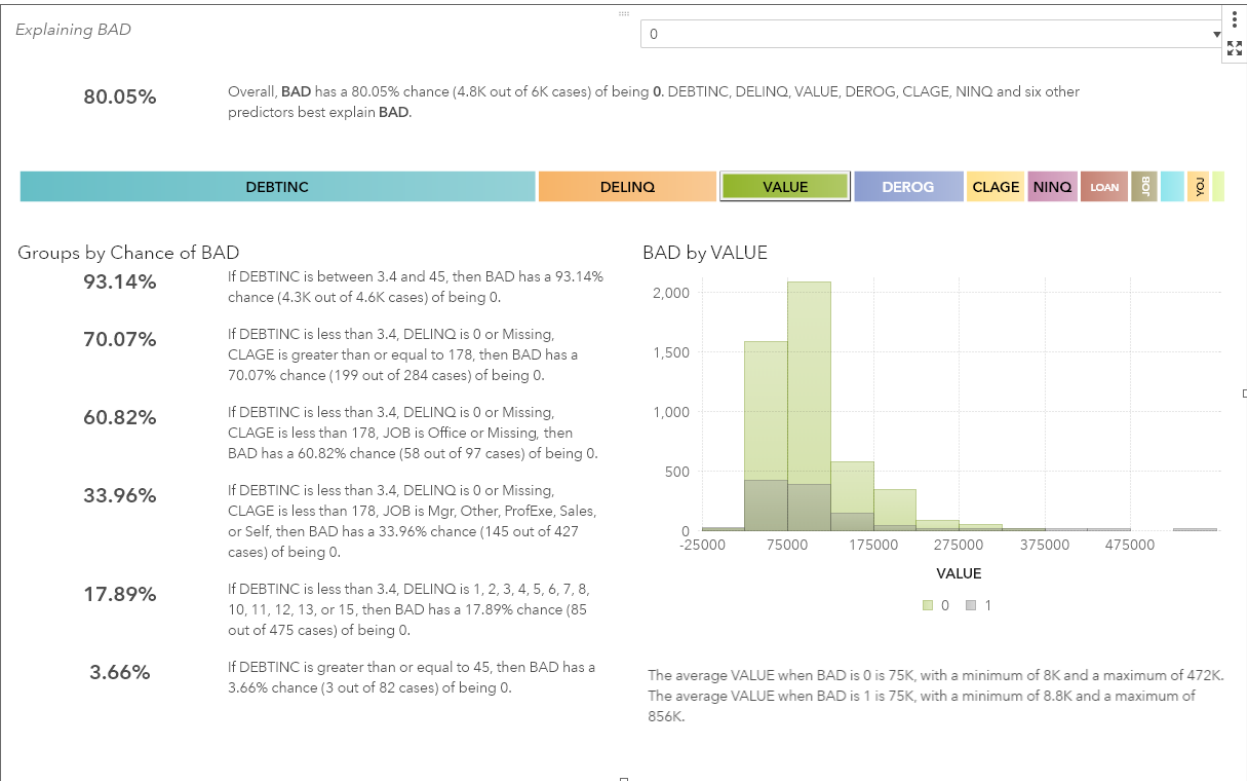 Explaining BAD
0
80.05%
Overall, BAD has a 80.05% chance (4.8K out of 6K cases) of being 0. DEBTINC, DELINQ, VALUE, DEROG, CLAGE, NINQ and six other
predictors best explain BAD.
DEBTINC DELINQ VALUE DEROG CLAGE NINQ LOAN JOB YOJ
Groups by Chance of BAD
93.14%
If DEBTINC is between 3.4 and 45, then BAD has a 93.14%
chance (4.3K out of 4.6K cases) of being 0.
70.07%
If DEBTINC is less than 3.4, DELINQ is 0 or Missing,
CLAGE is greater than or equal to 178, then BAD has a
70.07% chance (199 out of 284 cases) of being 0.
60.82%
If DEBTINC is less than 3.4, DELINQ is 0 or Missing,
CLAGE is less than 178, JOB is Office or Missing, then
BAD has a 60.82% chance (58 out of 97 cases) of being 0.
33.96%
If DEBTINC is less than 3.4, DELINQ is 0 or Missing,
CLAGE is less than 178, JOB is Mgr, Other, ProfExe, Sales,
or Self, then BAD has a 33.96% chance (145 out of 427
cases) of being 0.
17.89%
If DEBTINC is less than 3.4, DELINQ is 1, 2, 3, 4, 5, 6, 7, 8,
10, 11, 12, 13, or 15, then BAD has a 17.89% chance (85
out of 475 cases) of being 0.
3.66%
If DEBTINC is greater than or equal to 45, then BAD has a
3.66% chance (3 out of 82 cases) of being 0.
BAD by VALUE
2,000
1,500
1,000
500
0
-25000 75000 175000 275000 375000 475000
VALUE
0 1
The average VALUE when BAD is 0 is 75K, with a minimum of 8K and a maximum of 472K.
The average VALUE when BAD is 1 is 75K, with a minimum of 8.8K and a maximum of
856K.